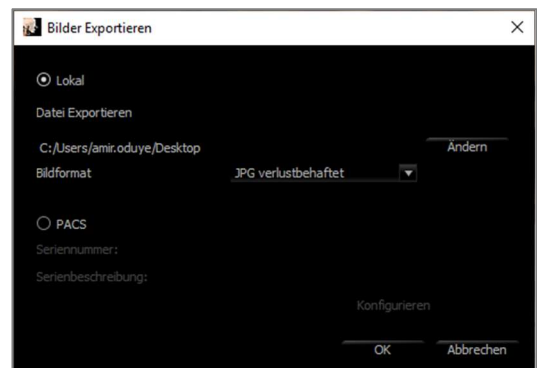 Bilder Exportieren
Lokal
Datei Exportieren
C:/Users/amir.oduye/Desktop Ändern
Bildformat JPG verlustbehaftet
PACS
Seriennummer:
Serienbeschreibung:
Konfigurieren
OK Abbrechen